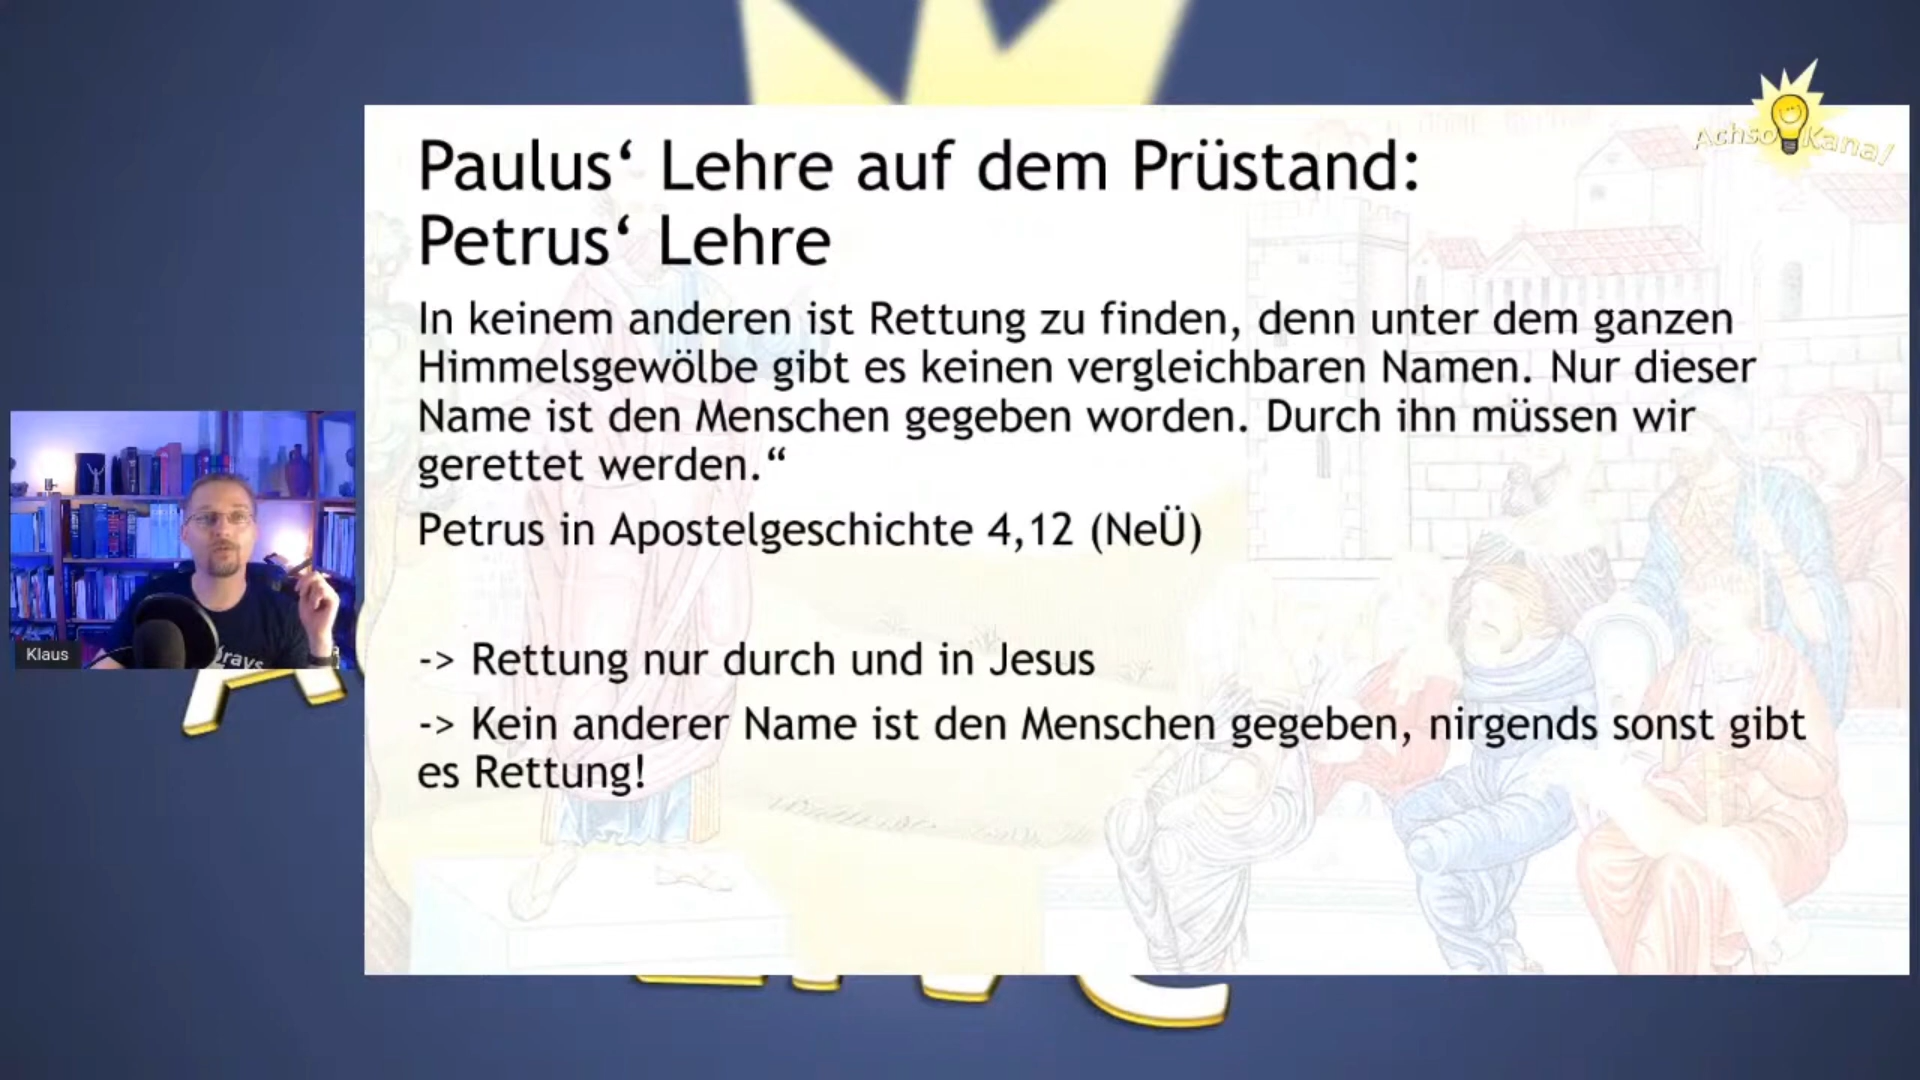 Achso Kanal
Paulus‘ Lehre auf dem Prüstand:
Petrus‘ Lehre
In keinem anderen ist Rettung zu finden, denn unter dem ganzen
Himmelsgewölbe gibt es keinen vergleichbaren Namen. Nur dieser
Name ist den Menschen gegeben worden. Durch ihn müssen wir
gerettet werden.“
Petrus in Apostelgeschichte 4,12 (NeÜ)
-> Rettung nur durch und in Jesus
-> Kein anderer Name ist den Menschen gegeben, nirgends sonst gibt
es Rettung!
Klaus